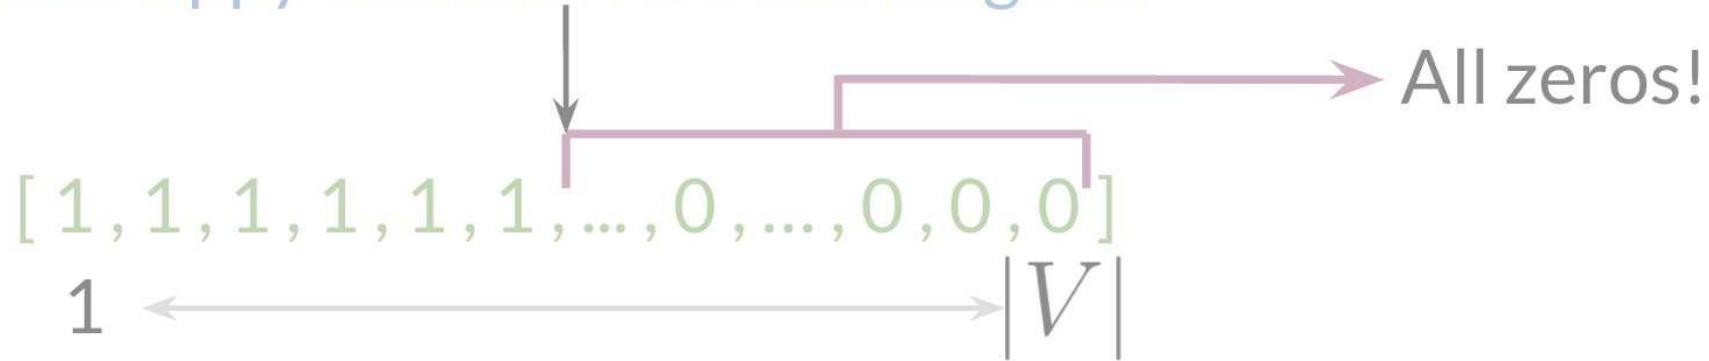 All zeros!
[ 1 , 1 , 1 , 1 , 1 , 1 , ... , 0 , ... , 0 , 0 , 0 ]
1 |V|